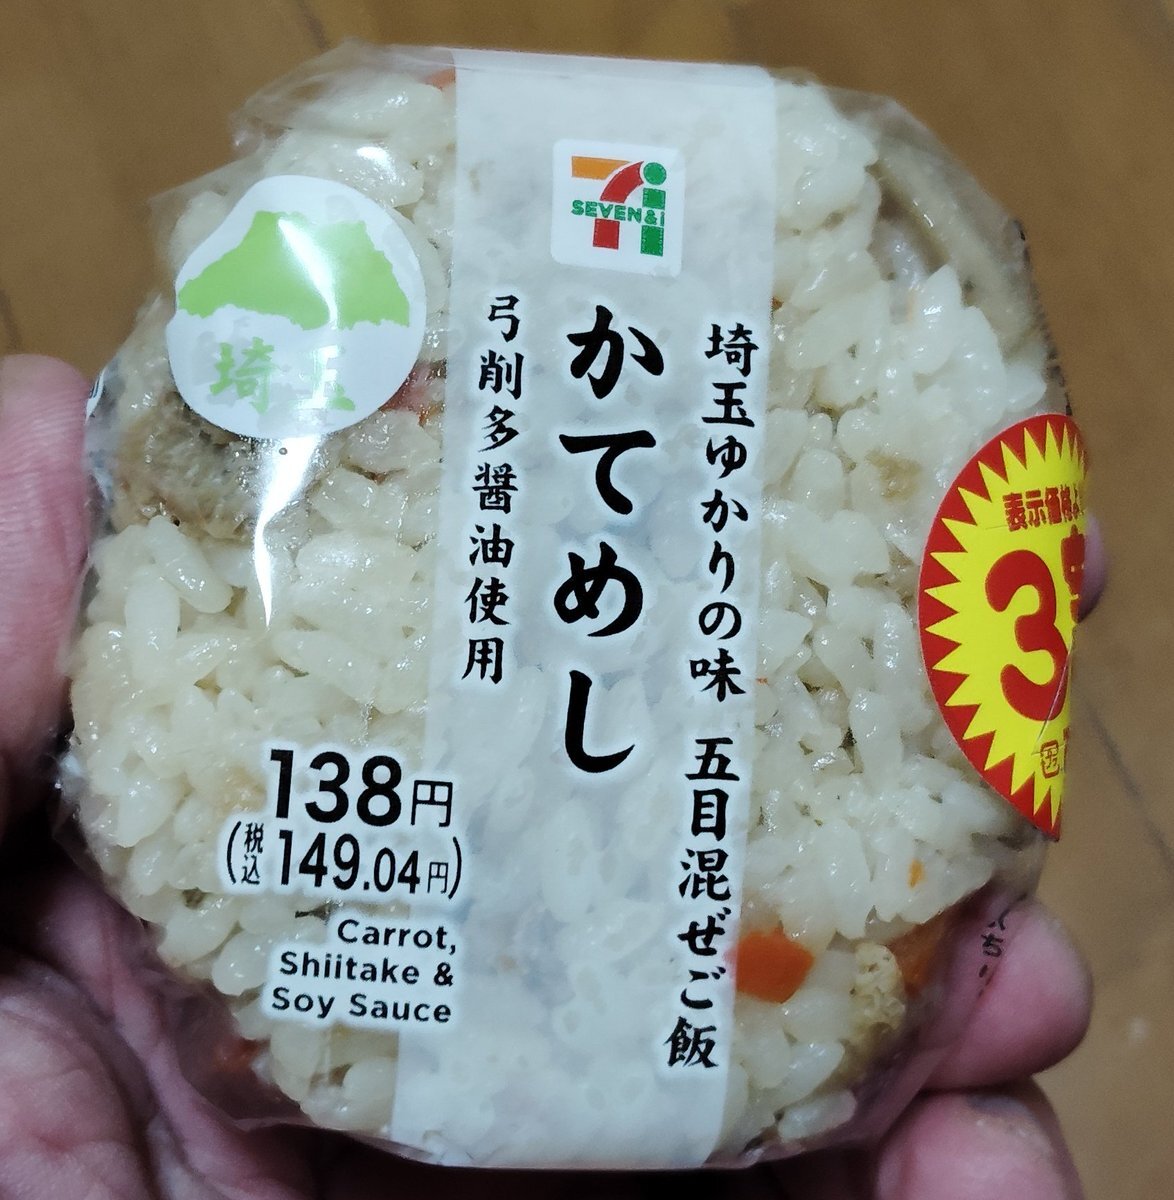 SEVEN&i
埼玉
埼玉ゆかりの味 五目混ぜご飯
かてめし
弓削多醤油使用
表示価格よ
3
138円
(税込149.04円)
Carrot,
Shiitake &
Soy Sauce